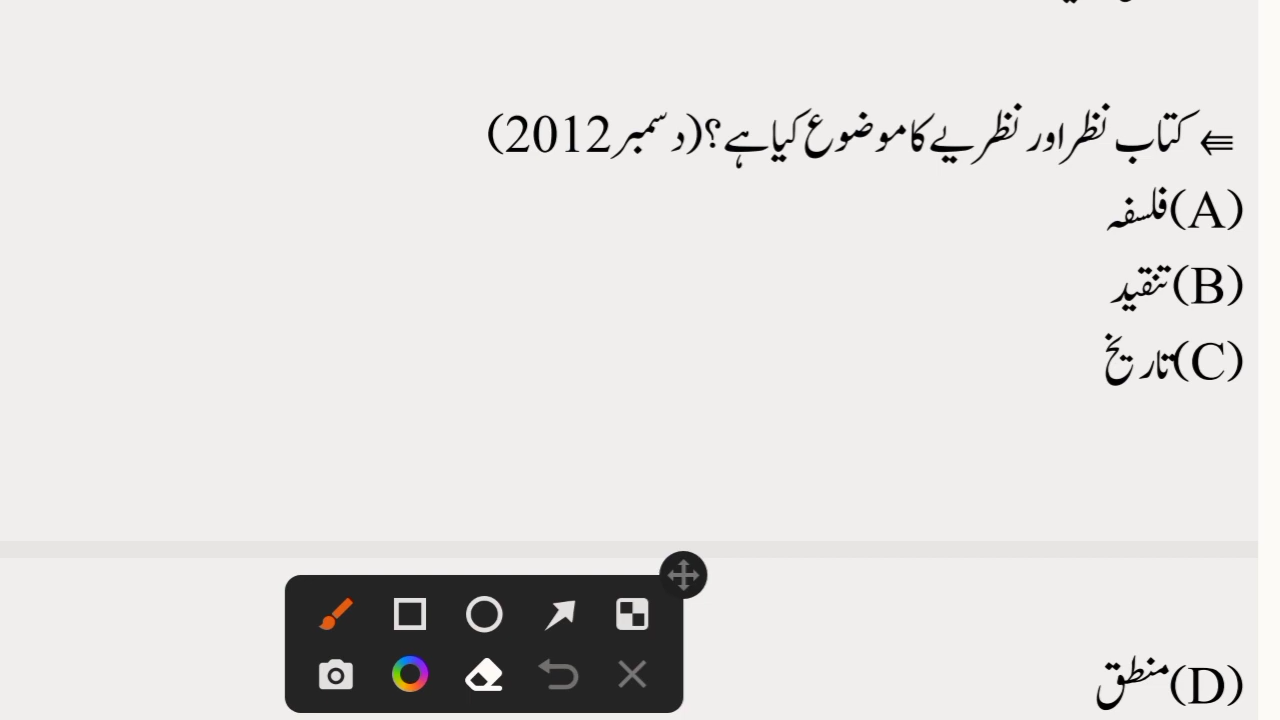 ⇚ کتاب نظر اور نظریے کا موضوع کیا ہے؟(دسمبر2012)
(A)فلسفہ
(B)تنقید
(C)تاریخ
(D)منطق